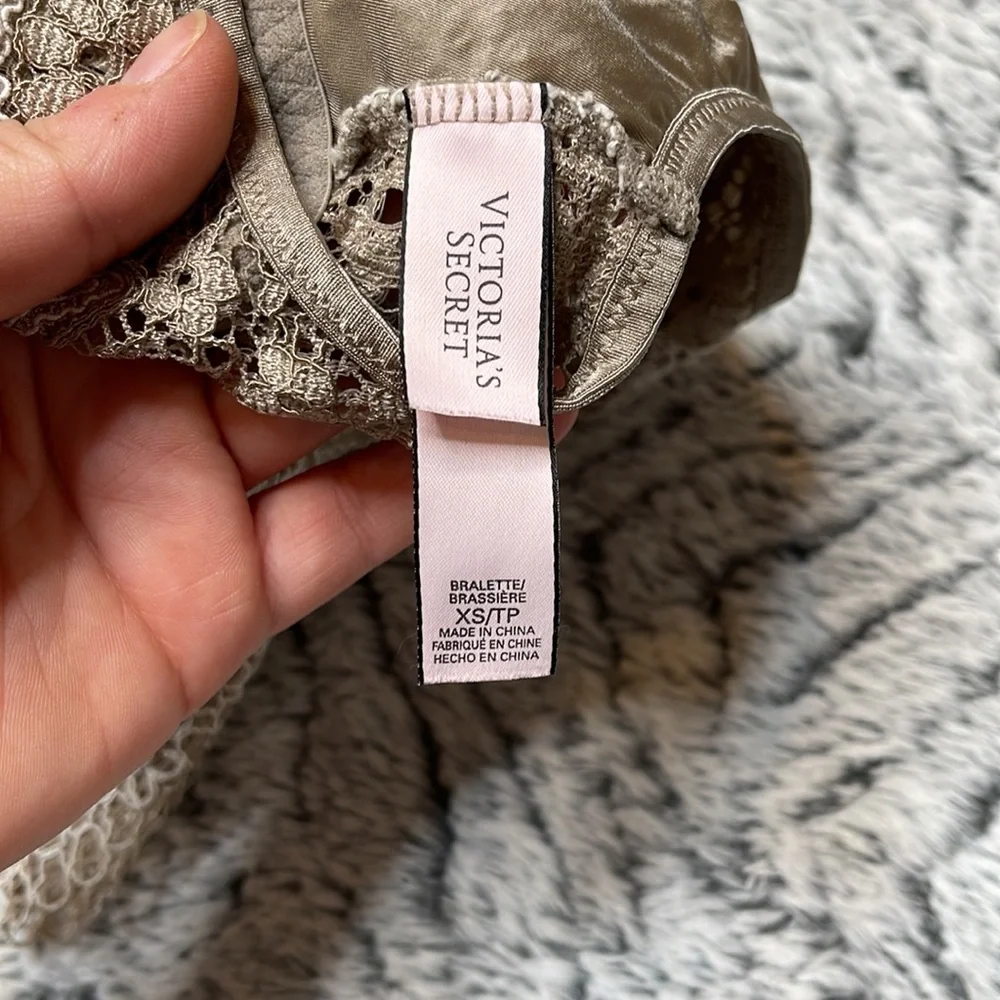 VICTORIA'S
SECRET
BRALETTE/
BRASSIÈRE
XS/TP
MADE IN CHINA
FABRIQUÉ EN CHINE
HECHO EN CHINA